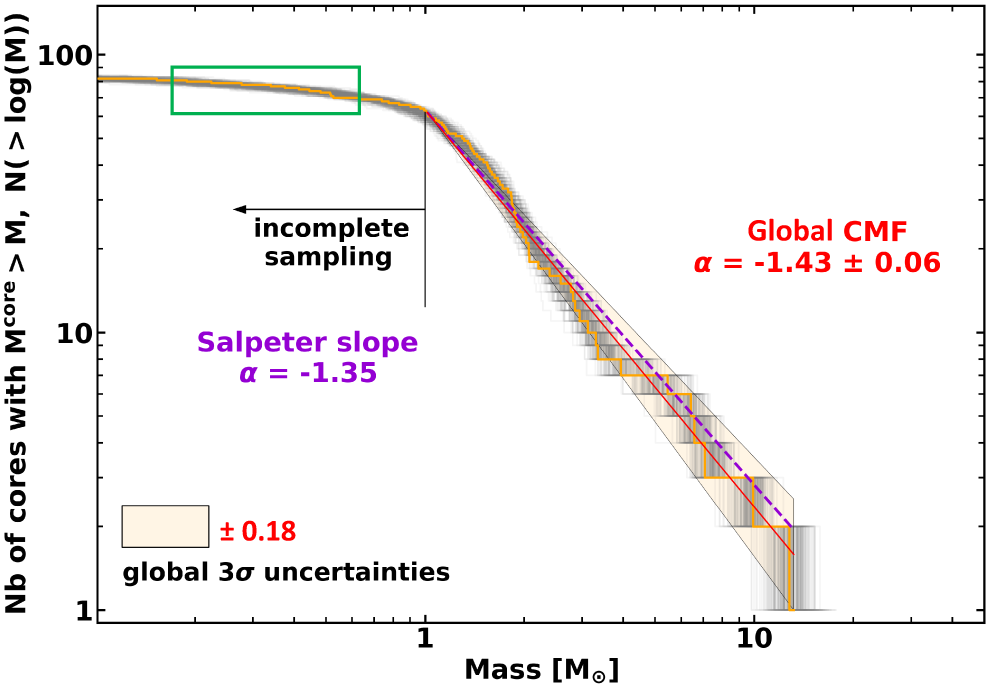 Nb of cores with M^core > M, N( > log(M))
100
10
1
incomplete
sampling
Salpeter slope
α = -1.35
Global CMF
α = -1.43 ± 0.06
± 0.18
global 3σ uncertainties
1
10
Mass [M☉]